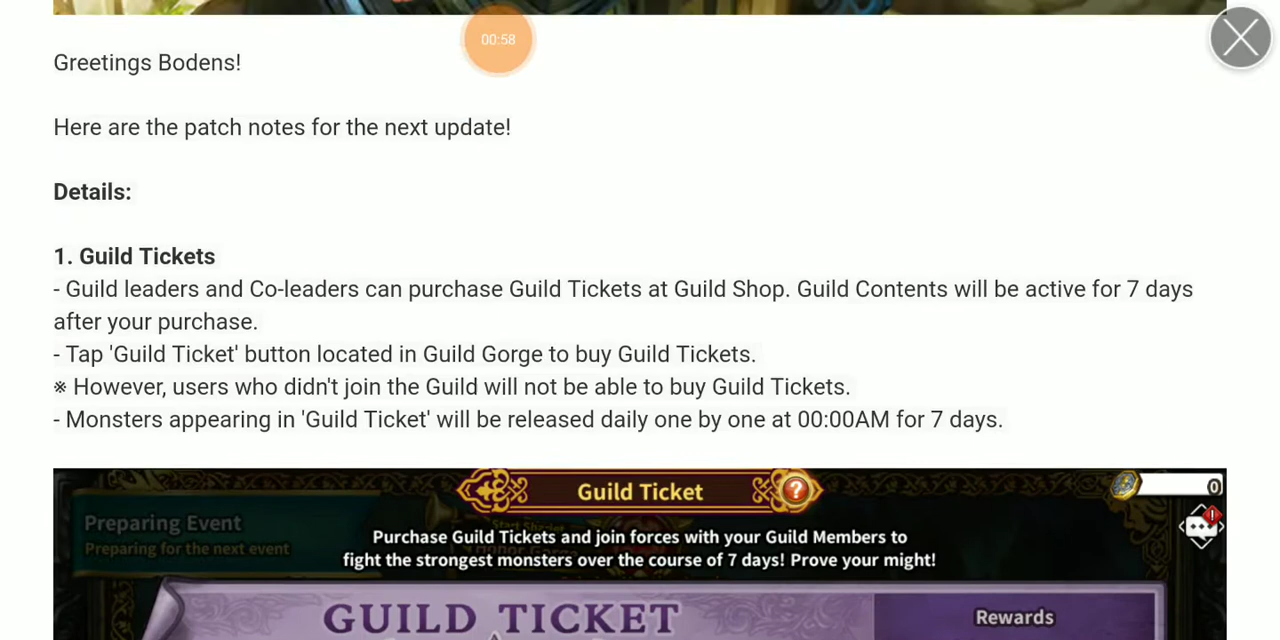 00:58
Greetings Bodens!
Here are the patch notes for the next update!
Details:
1. Guild Tickets
- Guild leaders and Co-leaders can purchase Guild Tickets at Guild Shop. Guild Contents will be active for 7 days
after your purchase.
- Tap 'Guild Ticket' button located in Guild Gorge to buy Guild Tickets.
※ However, users who didn't join the Guild will not be able to buy Guild Tickets.
- Monsters appearing in 'Guild Ticket' will be released daily one by one at 00:00AM for 7 days.
Guild Ticket
?
0
Preparing Event
Preparing for the next event
Purchase Guild Tickets and join forces with your Guild Members to
fight the strongest monsters over the course of 7 days! Prove your might!
GUILD TICKET
Rewards